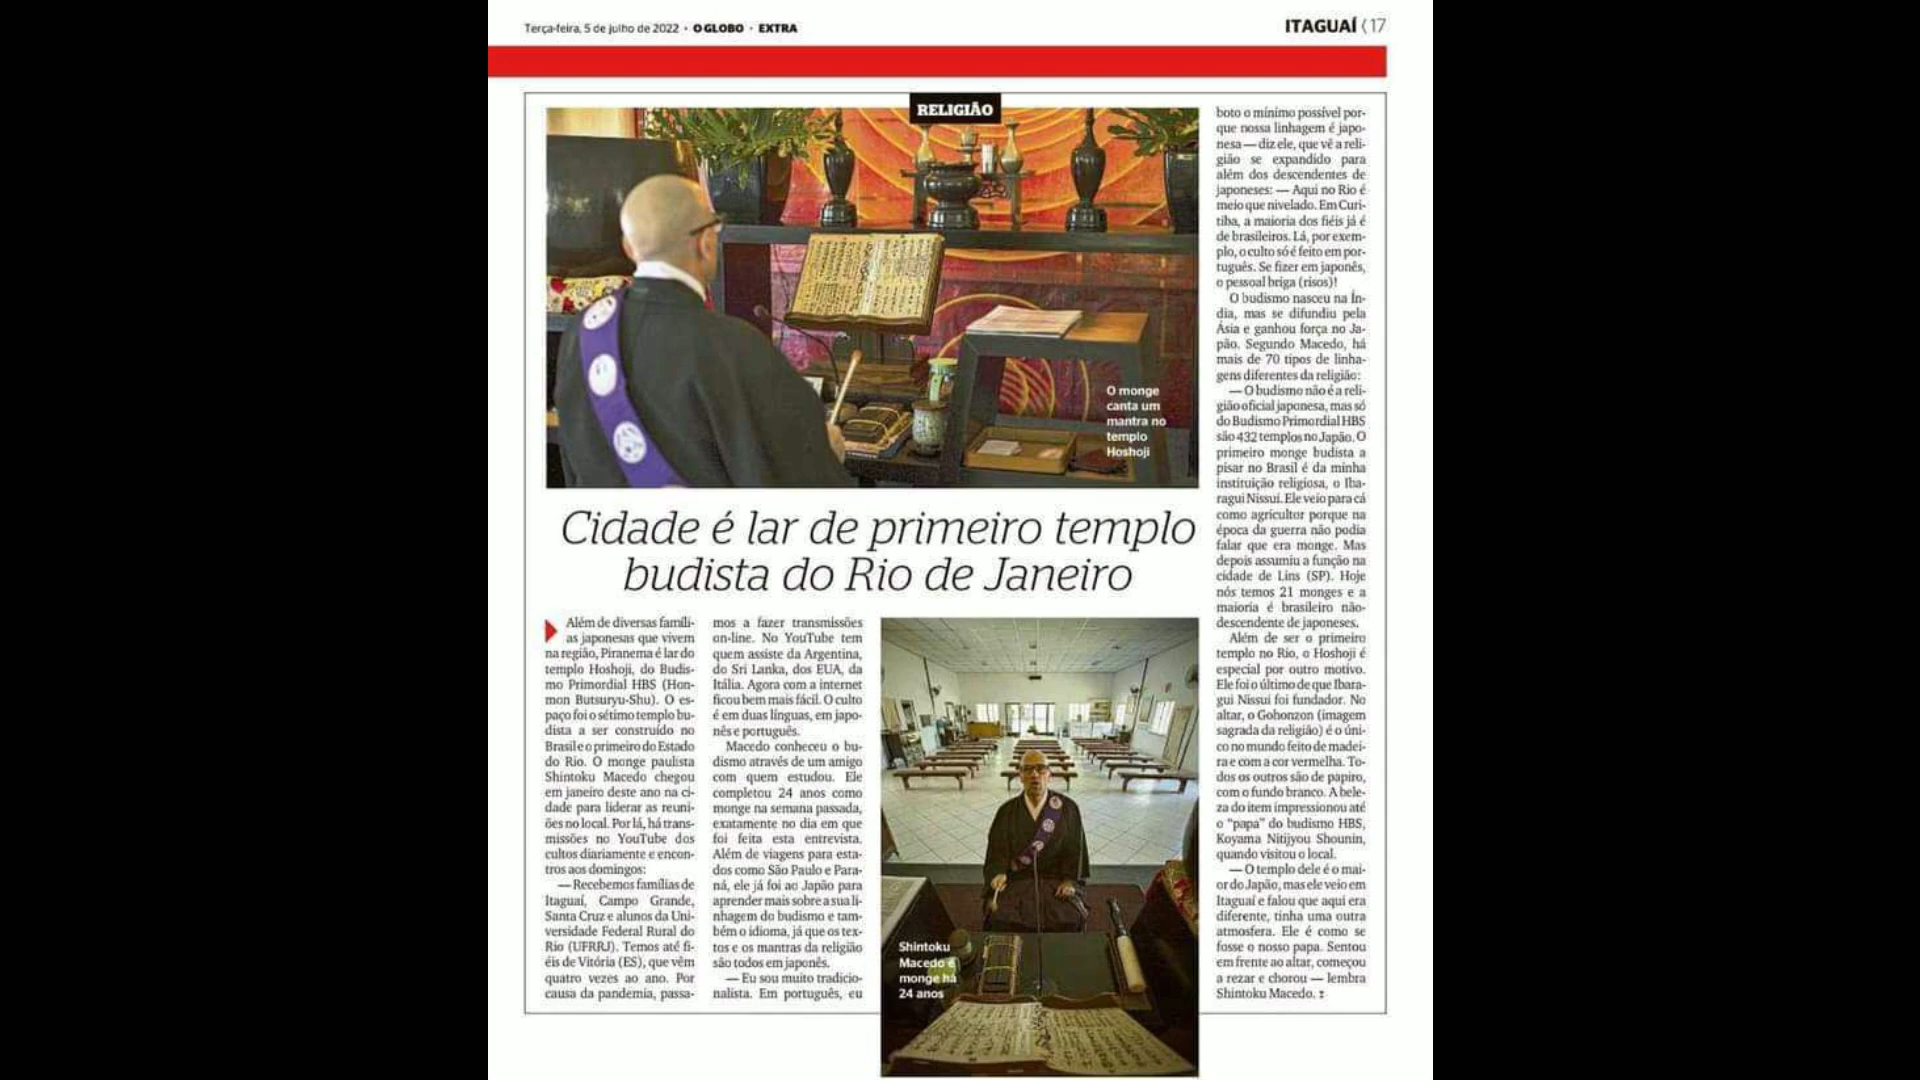 Terça-feira, 5 de julho de 2022 • O GLOBO • EXTRA
ITAGUAÍ ( 17
RELIGIÃO
O monge
canta um
mantra no
templo
Hoshoji
Cidade é lar de primeiro templo
budista do Rio de Janeiro
Além de diversas famíli-
as japonesas que vivem
na região, Piranema é lar do
templo Hoshoji, do Budis-
mo Primordial HBS (Hon-
mon Butsuryu-Shu). O es-
paço foi o sétimo templo bu-
dista a ser construído no
Brasil e o primeiro do Estado
do Rio. O monge paulista
Shintoku Macedo chegou
em janeiro deste ano na ci-
dade para liderar as reuni-
ões no local. Por lá, há trans-
missões no YouTube dos
cultos diariamente e encon-
tros aos domingos:
— Recebemos famílias de
Itaguaí, Campo Grande,
Santa Cruz e alunos da Uni-
versidade Federal Rural do
Rio (UFRRJ). Temos até fi-
éis de Vitória (ES), que vêm
quatro vezes ao ano. Por
causa da pandemia, passa-
mos a fazer transmissões
on-line. No YouTube tem
quem assiste da Argentina,
do Sri Lanka, dos EUA, da
Itália. Agora com a internet
ficou bem mais fácil. O culto
é em duas línguas, em japo-
nês e português.
Macedo conheceu o bu-
dismo através de um amigo
com quem estudou. Ele
completou 24 anos como
monge na semana passada,
exatamente no dia em que
foi feita esta entrevista.
Além de viagens para esta-
dos como São Paulo e Para-
ná, ele já foi ao Japão para
aprender mais sobre a sua li-
nhagem do budismo e tam-
bém o idioma, já que os tex-
tos e os mantras da religião
são todos em japonês.
— Eu sou muito tradicio-
nalista. Em português, eu
Shintoku
Macedo é
monge há
24 anos
boto o mínimo possível por-
que nossa linhagem é japo-
nesa — diz ele, que vê a reli-
gião se expandido para
além dos descendentes de
japoneses: — Aqui no Rio é
meio que nivelado. Em Curi-
tiba, a maioria dos fiéis já é
de brasileiros. Lá, por exem-
plo, o culto só é feito em por-
tuguês. Se fizer em japonês,
o pessoal briga (risos)!
O budismo nasceu na Ín-
dia, mas se difundiu pela
Ásia e ganhou força no Ja-
pão. Segundo Macedo, há
mais de 70 tipos de linha-
gens diferentes da religião:
— O budismo não é a reli-
gião oficial japonesa, mas só
do Budismo Primordial HBS
são 432 templos no Japão. O
primeiro monge budista a
pisar no Brasil é da minha
instituição religiosa, o Iba-
ragui Nissui. Ele veio para cá
como agricultor porque na
época da guerra não podia
falar que era monge. Mas
depois assumiu a função na
cidade de Lins (SP). Hoje
nós temos 21 monges e a
maioria é brasileiro não-
descendente de japoneses.
Além de ser o primeiro
templo no Rio, o Hoshoji é
especial por outro motivo.
Ele foi o último de que Ibara-
gui Nissui foi fundador. No
altar, o Gohonzon (imagem
sagrada da religião) é o úni-
co no mundo feito de madei-
ra e com a cor vermelha. To-
dos os outros são de papiro,
com o fundo branco. A bele-
za do item impressionou até
o "papa" do budismo HBS,
Koyama Nitijyou Shounin,
quando visitou o local.
— O templo dele é o mai-
or do Japão, mas ele veio em
Itaguaí e falou que aqui era
diferente, tinha uma outra
atmosfera. Ele é como se
fosse o nosso papa. Sentou
em frente ao altar, começou
a rezar e chorou — lembra
Shintoku Macedo.